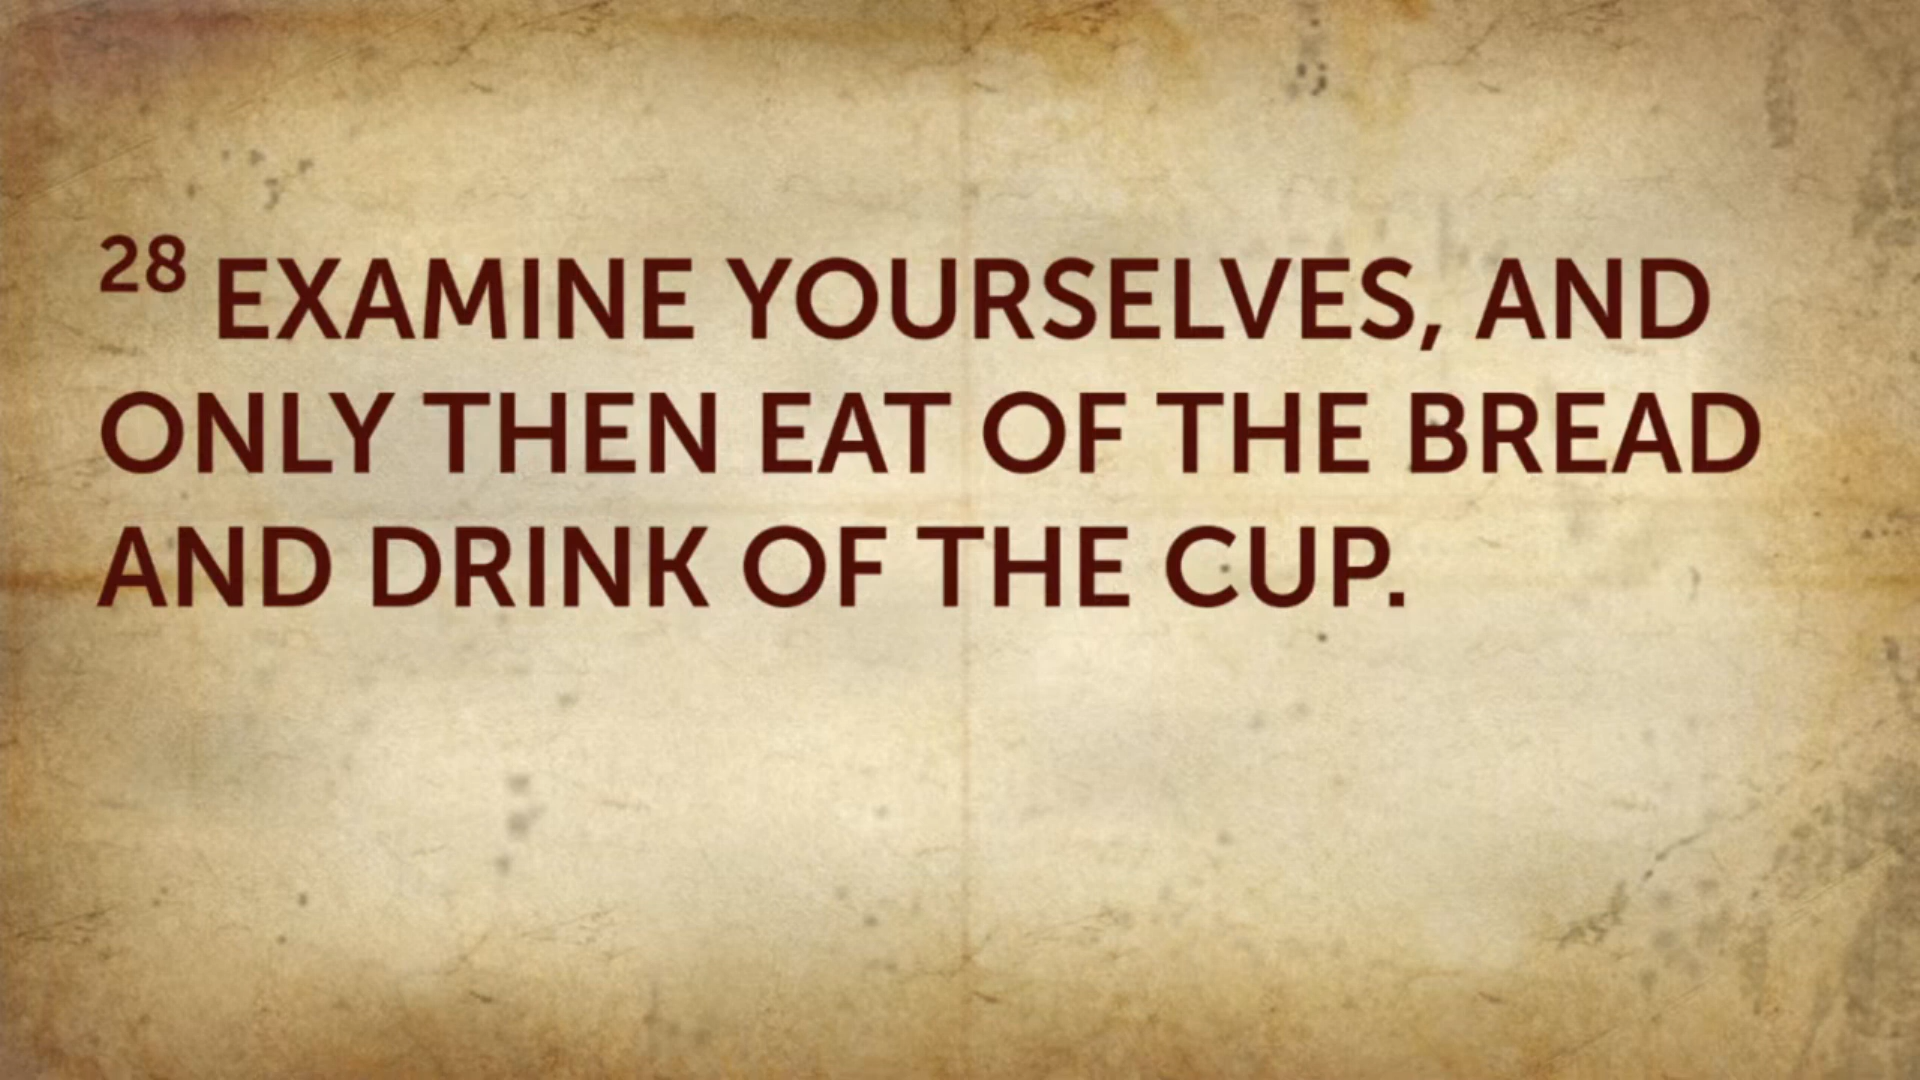 28 EXAMINE YOURSELVES, AND
ONLY THEN EAT OF THE BREAD
AND DRINK OF THE CUP.